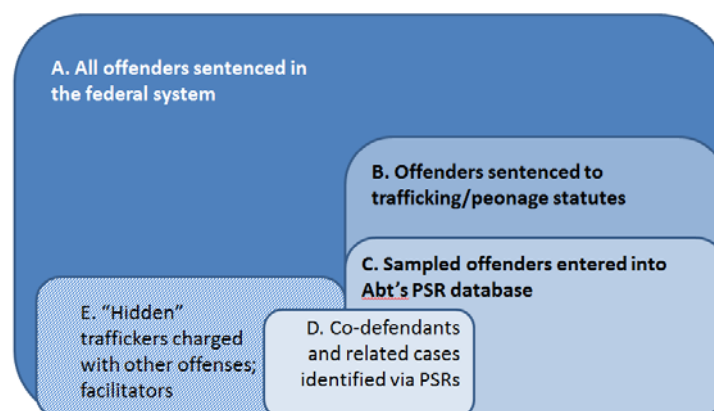 A. All offenders sentenced in
the federal system
B. Offenders sentenced to
trafficking/peonage statutes
C. Sampled offenders entered into
Abt's PSR database
E. “Hidden”
traffickers charged
with other offenses;
facilitators
D. Co-defendants
and related cases
identified via PSRs